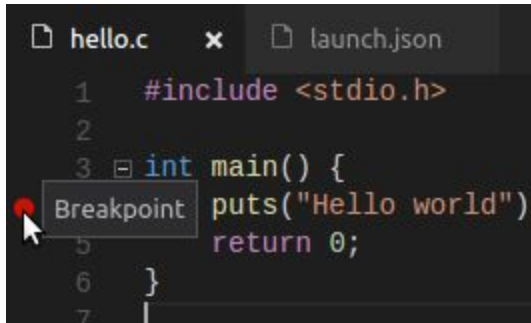 hello.c × launch.json
1 #include <stdio.h>
2
3 int main() {
Breakpoint puts("Hello world")
5 return 0;
6 }
7